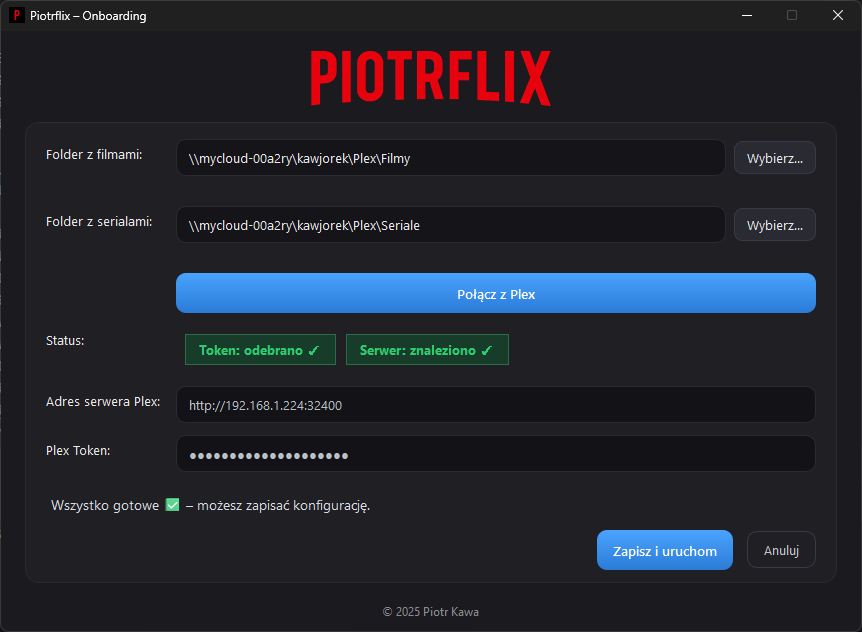 P Piotrflix – Onboarding
PIOTRFLIX
Folder z filmami: \\mycloud-00a2ry\kawjorek\Plex\Filmy Wybierz...
Folder z serialami: \\mycloud-00a2ry\kawjorek\Plex\Seriale Wybierz...
Połącz z Plex
Status: Token: odebrano ✓ Serwer: znaleziono ✓
Adres serwera Plex: http://192.168.1.224:32400
Plex Token: ●●●●●●●●●●●●●●●●●●●●
Wszystko gotowe ✅ – możesz zapisać konfigurację.
Zapisz i uruchom Anuluj
© 2025 Piotr Kawa